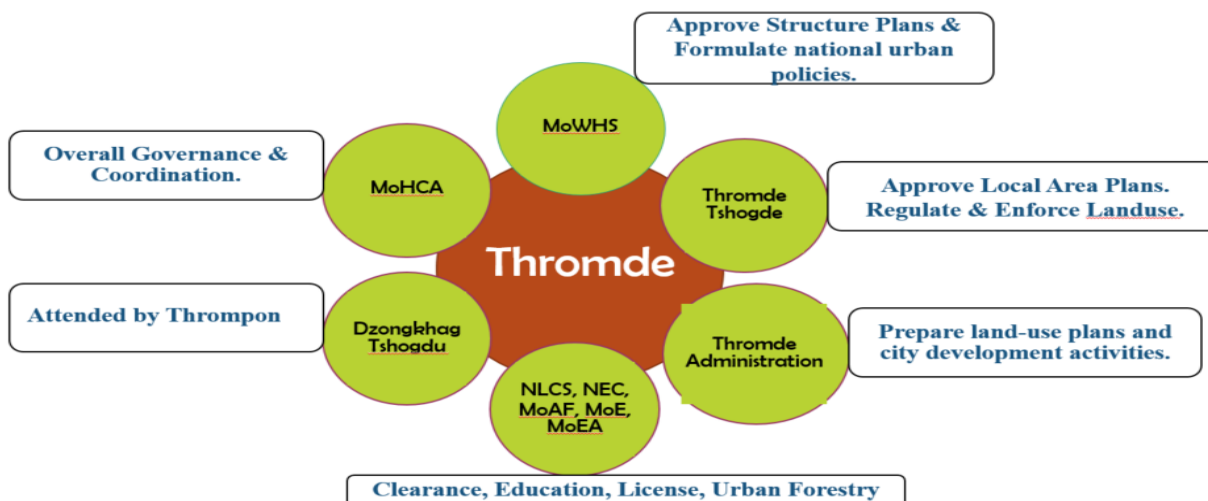 Approve Structure Plans &
Formulate national urban
policies.
MoWHS
Overall Governance &
Coordination.
MoHCA
Thromde
Tshogde
Approve Local Area Plans.
Regulate & Enforce Landuse.
Thromde
Attended by Thrompon
Dzongkhag
Tshogdu
Thromde
Administration
Prepare land-use plans and
city development activities.
NLCS, NEC,
MoAF, MoE,
MoEA
Clearance, Education, License, Urban Forestry